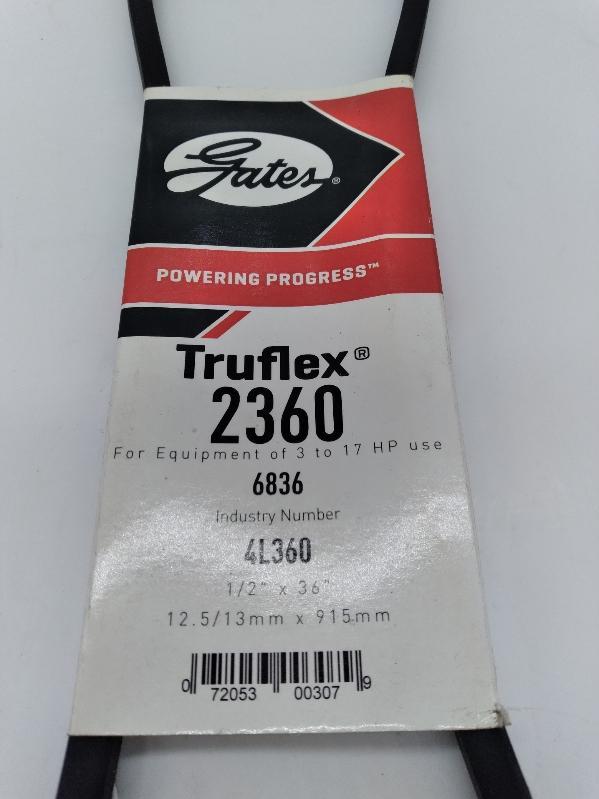 Gates®
POWERING PROGRESS™
Truflex®
2360
For Equipment of 3 to 17 HP use
6836
Industry Number
4L360
1/2" x 36"
12.5/13mm x 915mm
0 72053 00307 9